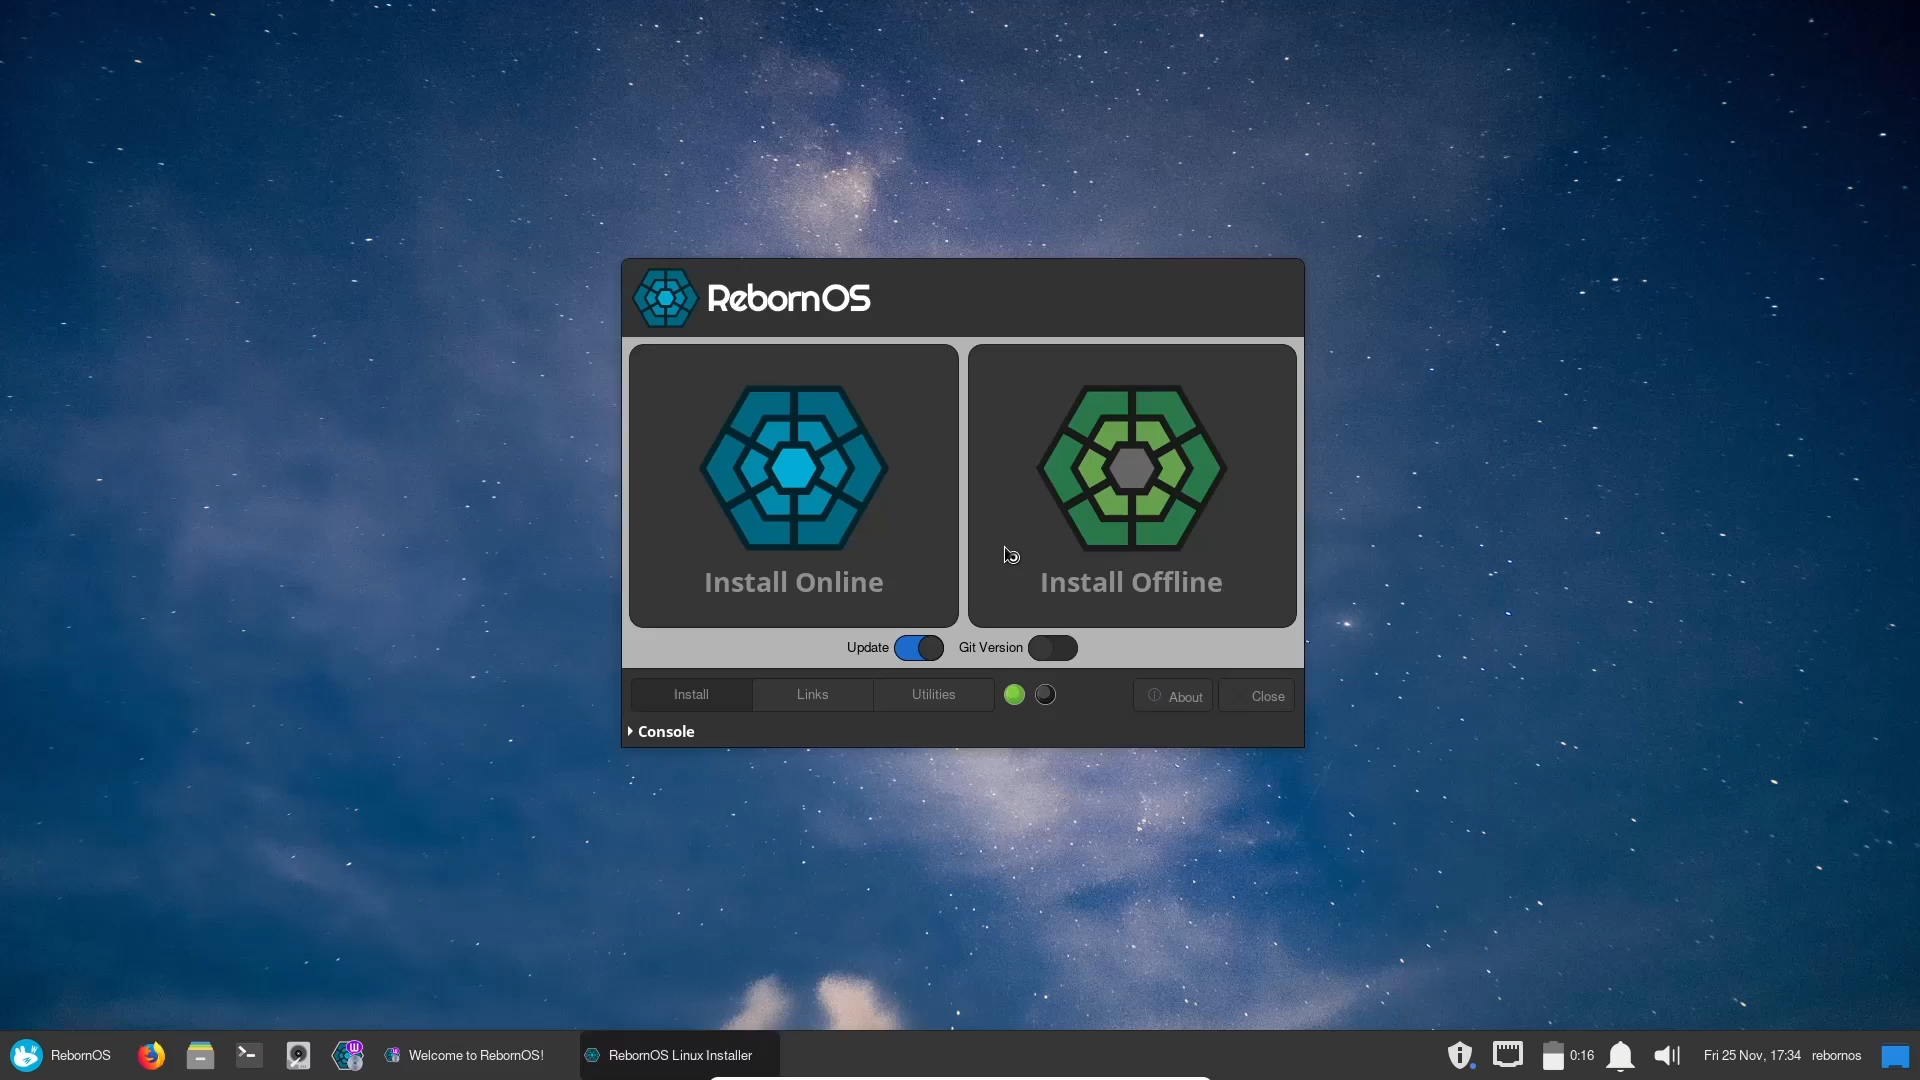 RebornOS
Install Online
Install Offline
Update
Git Version
Install
Links
Utilities
About
Close
Console
RebornOS
Welcome to RebornOS!
RebornOS Linux Installer
0:16
Fri 25 Nov, 17:34
rebornos